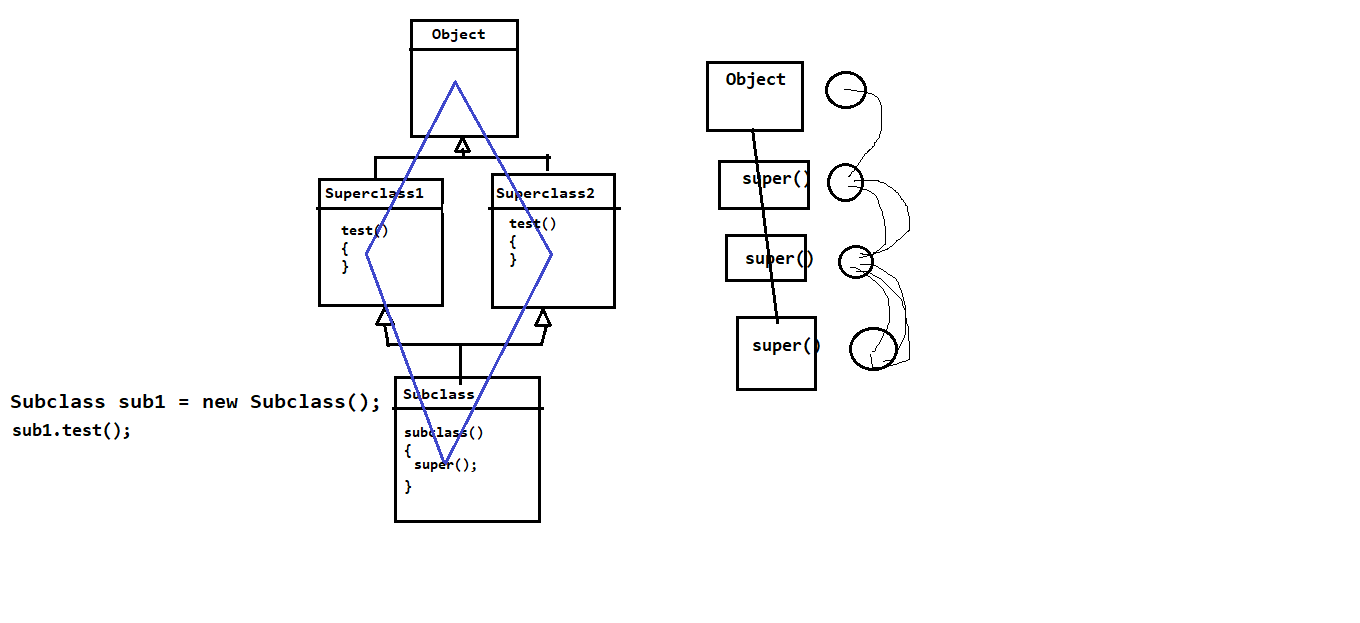 Object
Superclass1
test()
{
}
Superclass2
test()
{
}
Subclass
subclass()
{
super();
}
Subclass sub1 = new Subclass();
sub1.test();
Object
super()
super()
super()